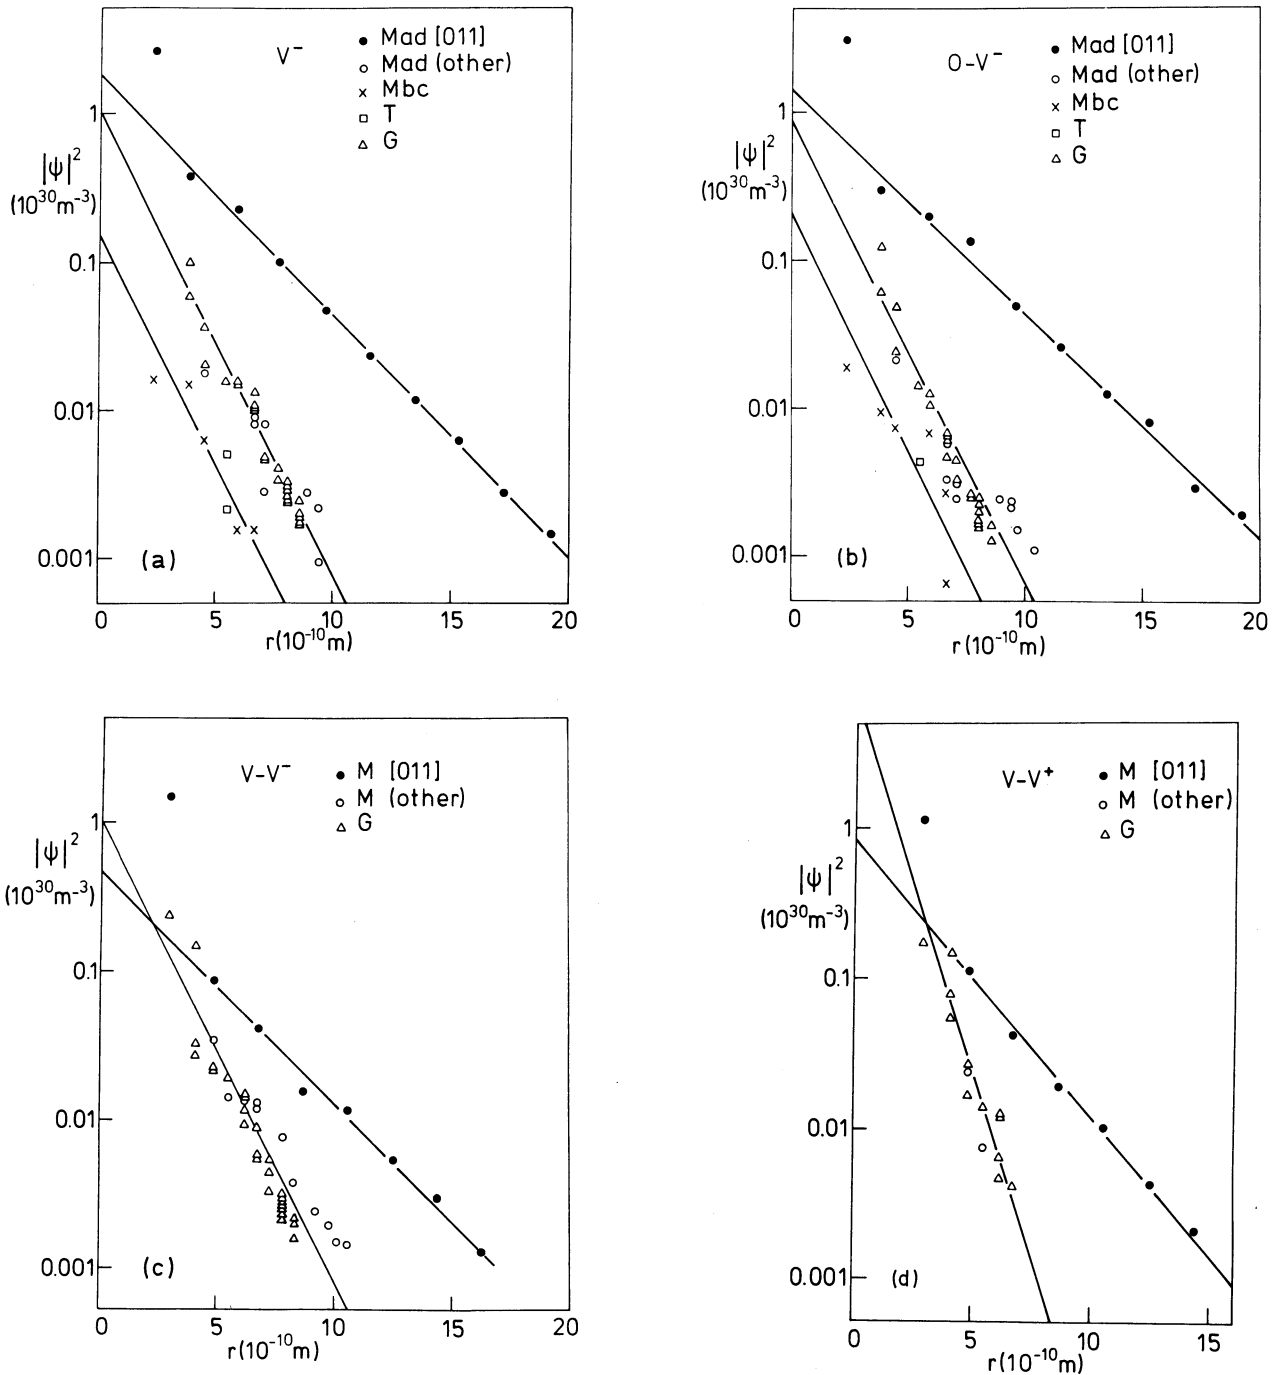 V⁻
● Mad [011]
○ Mad (other)
× Mbc
□ T
△ G
1
|ψ|²
(10³⁰m⁻³)
0.1
0.01
0.001
(a)
0 5 10 15 20
r(10⁻¹⁰m)
O-V⁻
● Mad [011]
○ Mad (other)
× Mbc
□ T
△ G
1
|ψ|²
(10³⁰m⁻³)
0.1
0.01
0.001
(b)
0 5 10 15 20
r(10⁻¹⁰m)
V-V⁻
● M [011]
○ M (other)
△ G
1
|ψ|²
(10³⁰m⁻³)
0.1
0.01
0.001
(c)
0 5 10 15 20
r(10⁻¹⁰m)
V-V⁺
● M [011]
○ M (other)
△ G
1
|ψ|²
(10³⁰m⁻³)
0.1
0.01
0.001
(d)
0 5 10 15
r(10⁻¹⁰m)